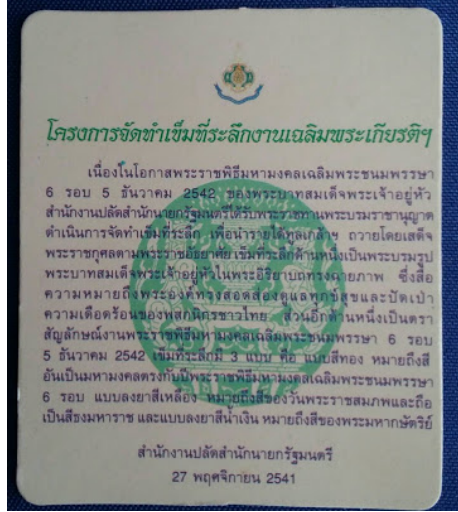 โครงการจัดทำเข็มที่ระลึกงานเฉลิมพระเกียรติฯ
เนื่องในโอกาสพระราชพิธีมหามงคลเฉลิมพระชนมพรรษา
6 รอบ 5 ธันวาคม 2542 ของพระบาทสมเด็จพระเจ้าอยู่หัว
สำนักงานปลัดสำนักนายกรัฐมนตรีได้รับพระราชทานพระบรมราชานุญาต
ดำเนินการจัดทำเข็มที่ระลึก เพื่อนำรายได้ทูลเกล้าฯ ถวายโดยเสด็จ
พระราชกุศลตามพระราชอัธยาศัย เข็มที่ระลึกด้านหนึ่งเป็นพระบรมรูป
พระบาทสมเด็จพระเจ้าอยู่หัวในพระอิริยาบถทรงฉายภาพ ซึ่งสื่อ
ความหมายถึงพระองค์ทรงสอดส่องดูแลทุกข์สุขและปัดเป่า
ความเดือดร้อนของพสกนิกรชาวไทย ส่วนอีกด้านหนึ่งเป็นตรา
สัญลักษณ์งานพระราชพิธีมหามงคลเฉลิมพระชนมพรรษา 6 รอบ
5 ธันวาคม 2542 เข็มที่ระลึกมี 3 แบบ คือ แบบสีทอง หมายถึงสี
อันเป็นมหามงคลตรงกับปีพระราชพิธีมหามงคลเฉลิมพระชนมพรรษา
6 รอบ แบบลงยาสีเหลือง หมายถึงสีของวันพระราชสมภพและถือ
เป็นสีธงมหาราช และแบบลงยาสีน้ำเงิน หมายถึงสีของพระมหากษัตริย์
สำนักงานปลัดสำนักนายกรัฐมนตรี
27 พฤศจิกายน 2541